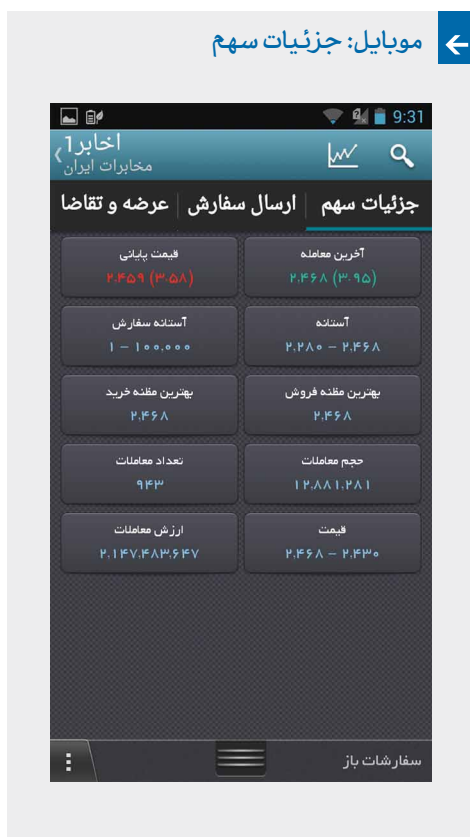 موبایل: جزئیات سهم
9:31
اخابر1
مخابرات ایران
جزئیات سهم
ارسال سفارش
عرضه و تقاضا
آخرین معامله
۲,۴۶۸ (۳.۹۵)
قیمت پایانی
۲,۴۵۹ (۳.۵۸)
آستانه
۲,۲۸۰ – ۲,۴۶۸
آستانه سفارش
۱ – ۱۰۰,۰۰۰
بهترین مظنه فروش
۲,۴۶۸
بهترین مظنه خرید
۲,۴۶۸
حجم معاملات
۱۲,۸۸۱,۲۸۱
تعداد معاملات
۹۴۳
قیمت
۲,۴۶۸ – ۲,۴۳۰
ارزش معاملات
۲,۱۴۷,۴۸۳,۶۴۷
سفارشات باز